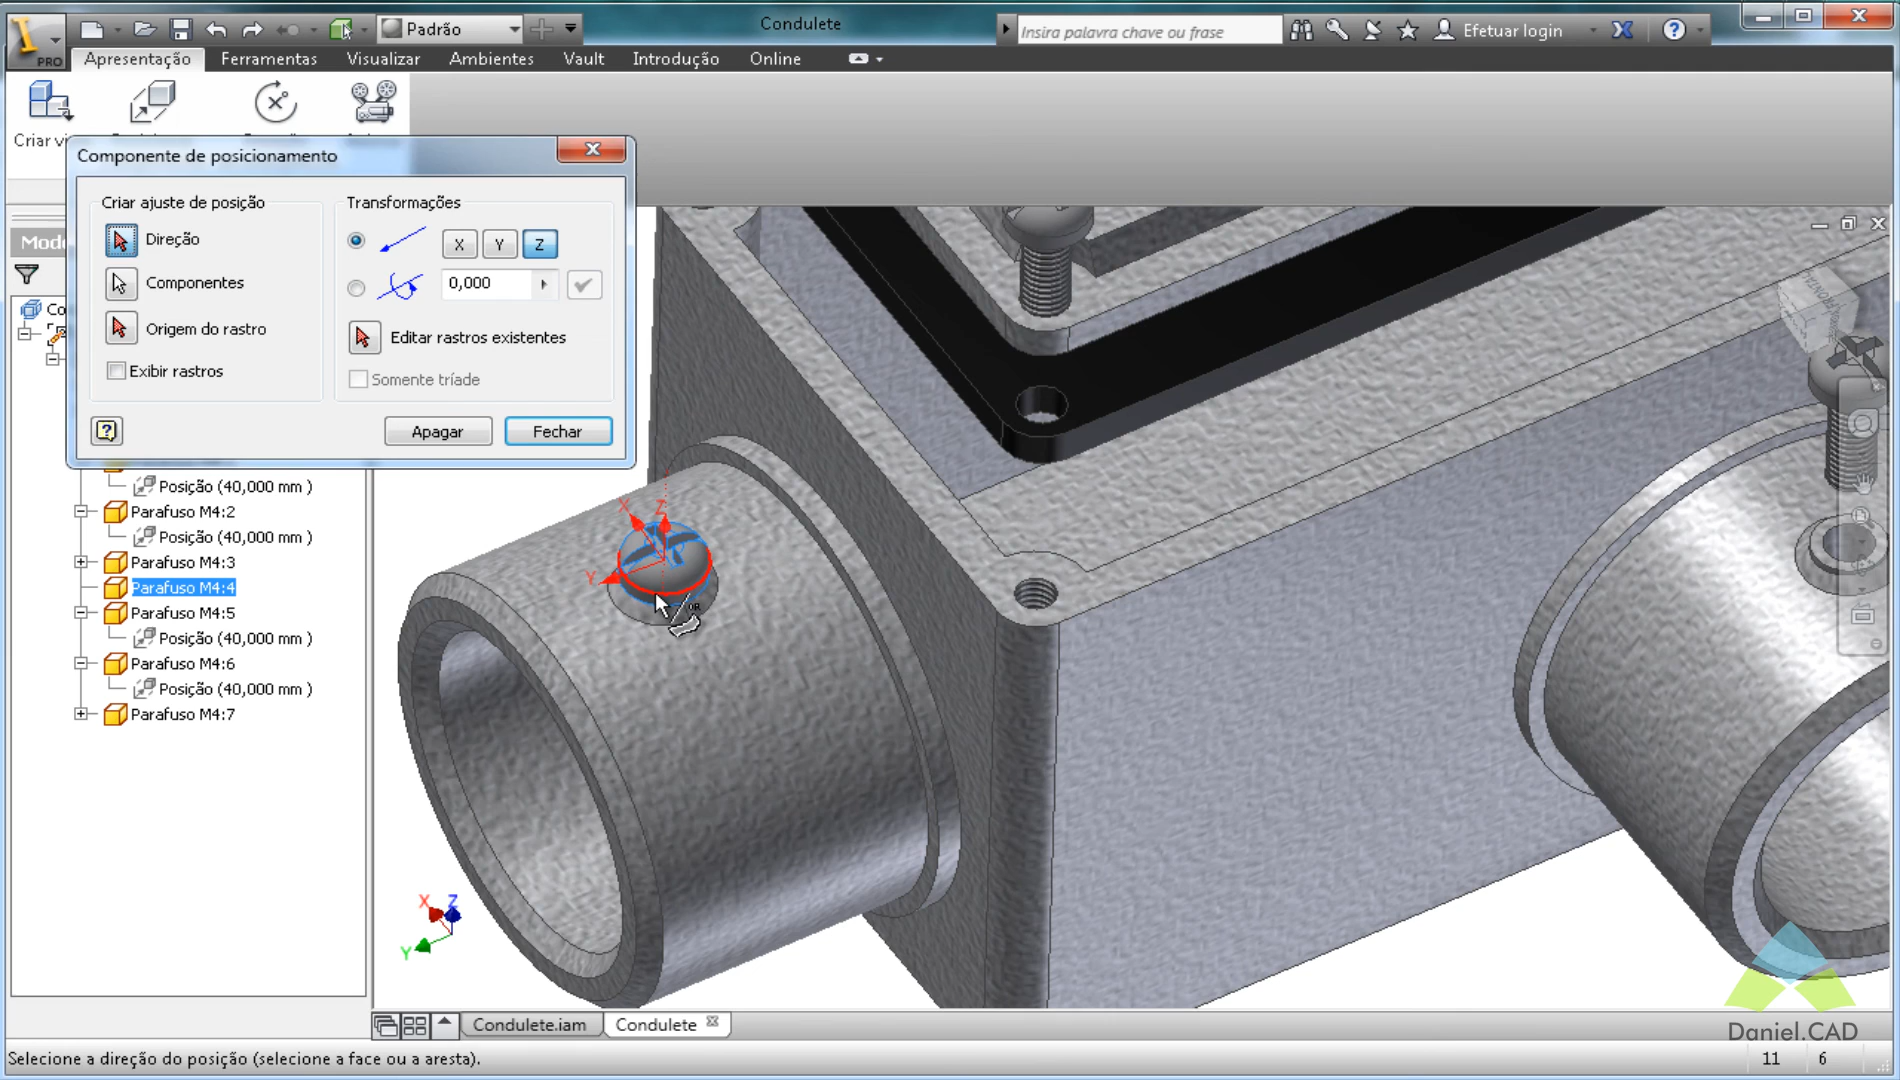 PRO
Padrão
Condulete
Insira palavra chave ou frase
Efetuar login
Apresentação
Ferramentas
Visualizar
Ambientes
Vault
Introdução
Online
Criar
Componente de posicionamento
Criar ajuste de posição
Direção
Componentes
Origem do rastro
Exibir rastros
Transformações
X
Y
Z
0,000
Editar rastros existentes
Somente tríade
Apagar
Fechar
Posição (40,000 mm )
Parafuso M4:2
Posição (40,000 mm )
Parafuso M4:3
Parafuso M4:4
Parafuso M4:5
Posição (40,000 mm )
Parafuso M4:6
Posição (40,000 mm )
Parafuso M4:7
X
Z
Y
OR
FRONTAL
X
Z
Y
Condulete.iam
Condulete
Daniel.CAD
Selecione a direção do posição (selecione a face ou a aresta).
11
6